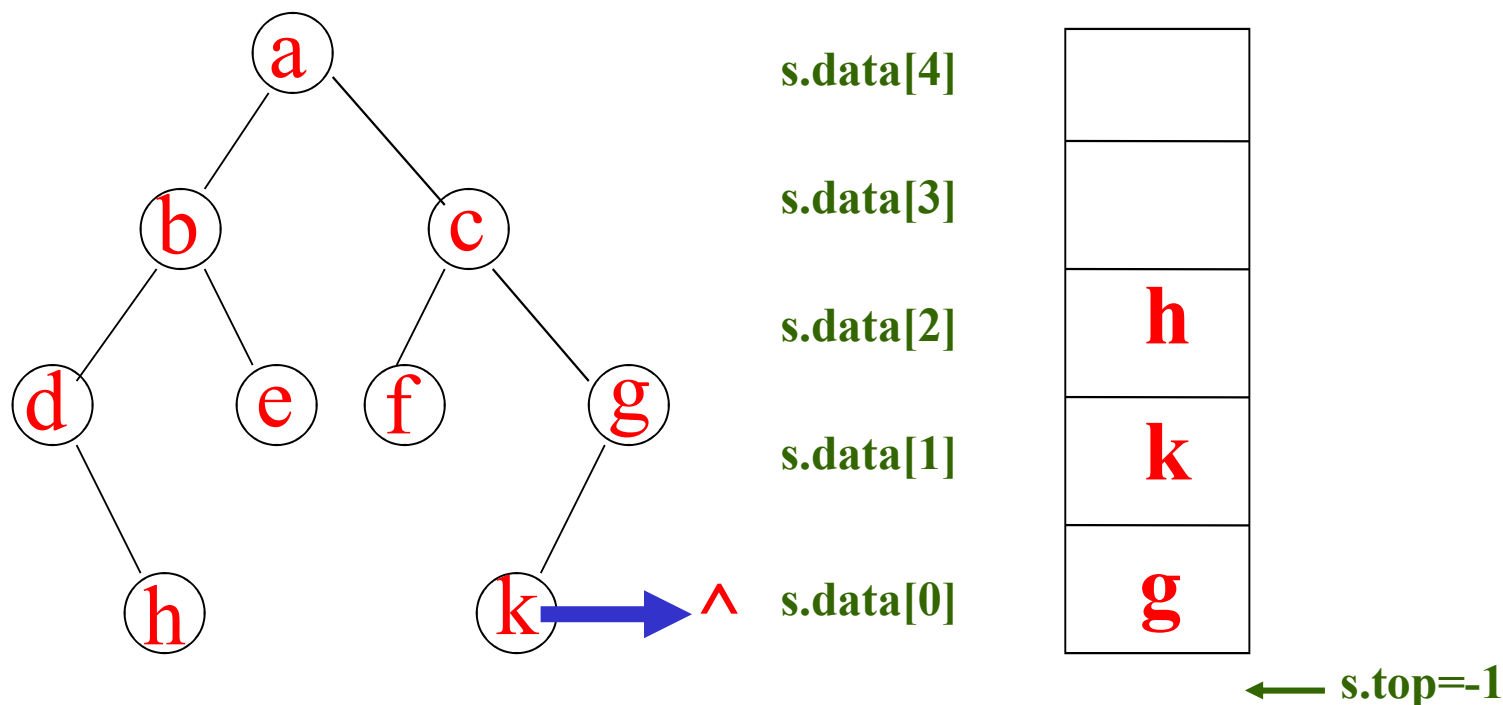 a
b
c
d
e
f
g
h
k
^
s.data[4]
s.data[3]
s.data[2]
h
s.data[1]
k
s.data[0]
g
s.top=-1